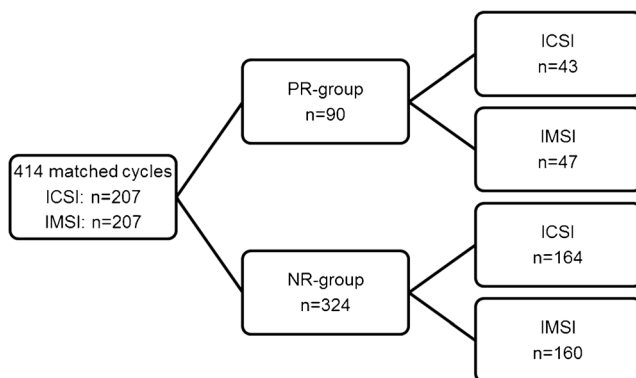 414 matched cycles
ICSI: n=207
IMSI: n=207
PR-group
n=90
NR-group
n=324
ICSI
n=43
IMSI
n=47
ICSI
n=164
IMSI
n=160